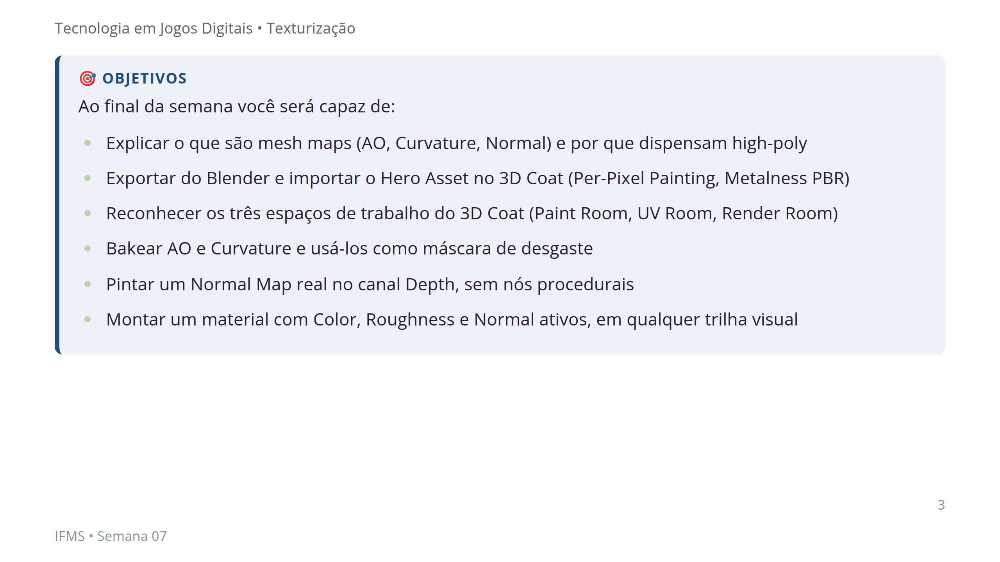 Tecnologia em Jogos Digitais • Texturização
🎯 OBJETIVOS
Ao final da semana você será capaz de:
• Explicar o que são mesh maps (AO, Curvature, Normal) e por que dispensam high-poly
• Exportar do Blender e importar o Hero Asset no 3D Coat (Per-Pixel Painting, Metalness PBR)
• Reconhecer os três espaços de trabalho do 3D Coat (Paint Room, UV Room, Render Room)
• Bakear AO e Curvature e usá-los como máscara de desgaste
• Pintar um Normal Map real no canal Depth, sem nós procedurais
• Montar um material com Color, Roughness e Normal ativos, em qualquer trilha visual
3
IFMS • Semana 07